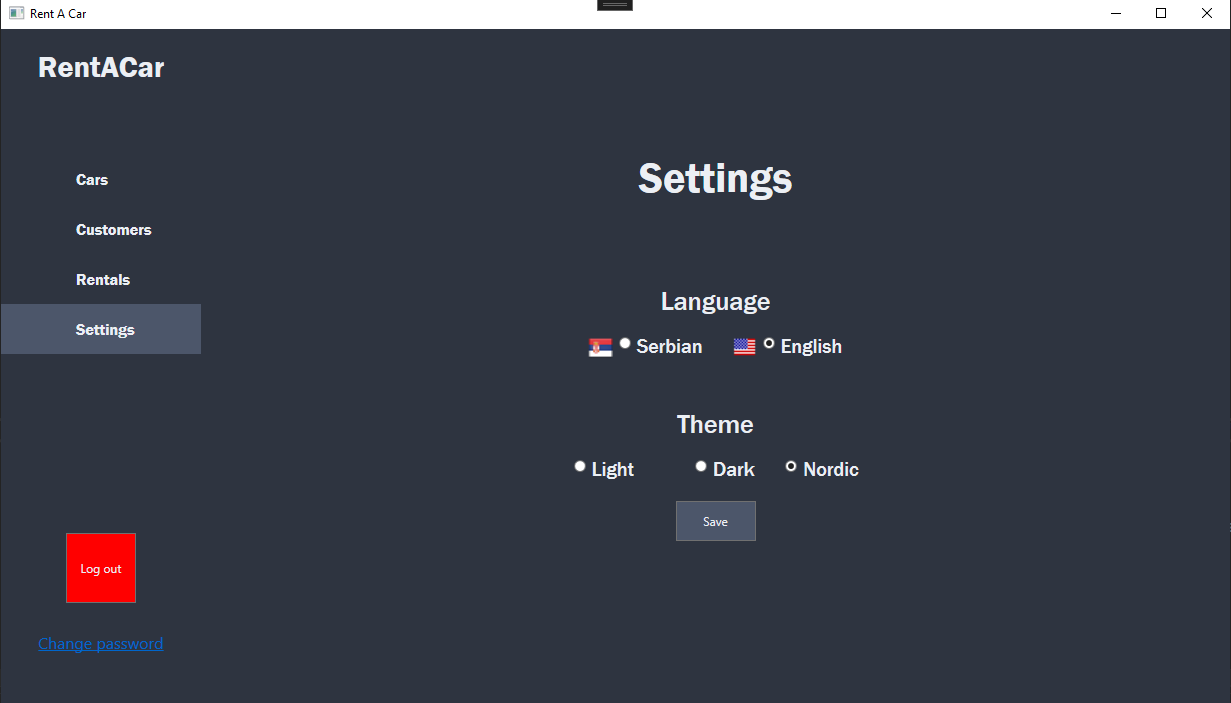 Rent A Car
RentACar
Cars
Customers
Rentals
Settings
Log out
Change password
Settings
Language
Serbian English
Theme
Light Dark Nordic
Save